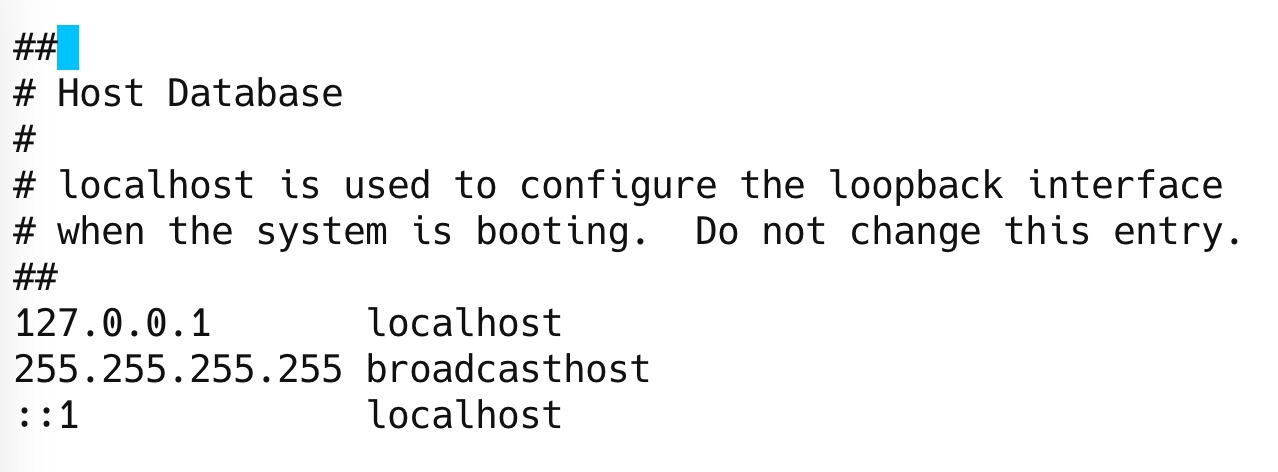 ##
# Host Database
#
# localhost is used to configure the loopback interface
# when the system is booting.  Do not change this entry.
##
127.0.0.1       localhost
255.255.255.255 broadcasthost
::1             localhost